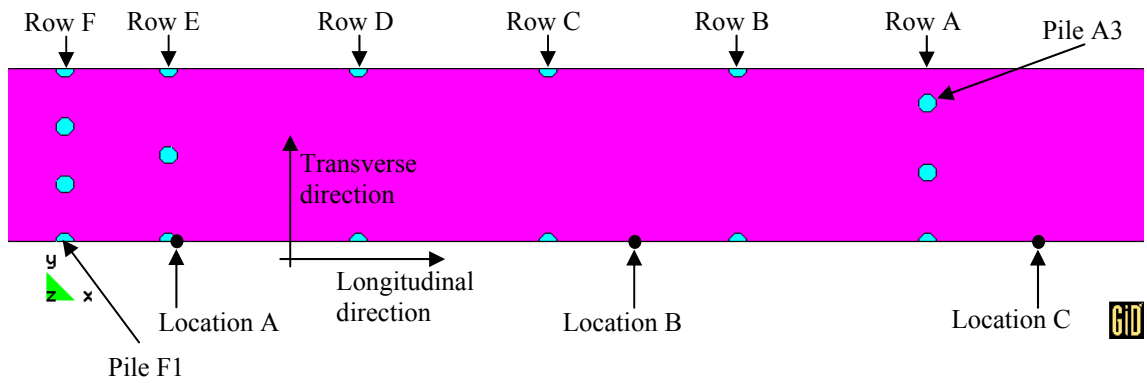 Row F
Row E
Row D
Row C
Row B
Row A
Pile A3
Transverse
direction
Longitudinal
direction
y
z x
Location A
Location B
Location C
GiD
Pile F1